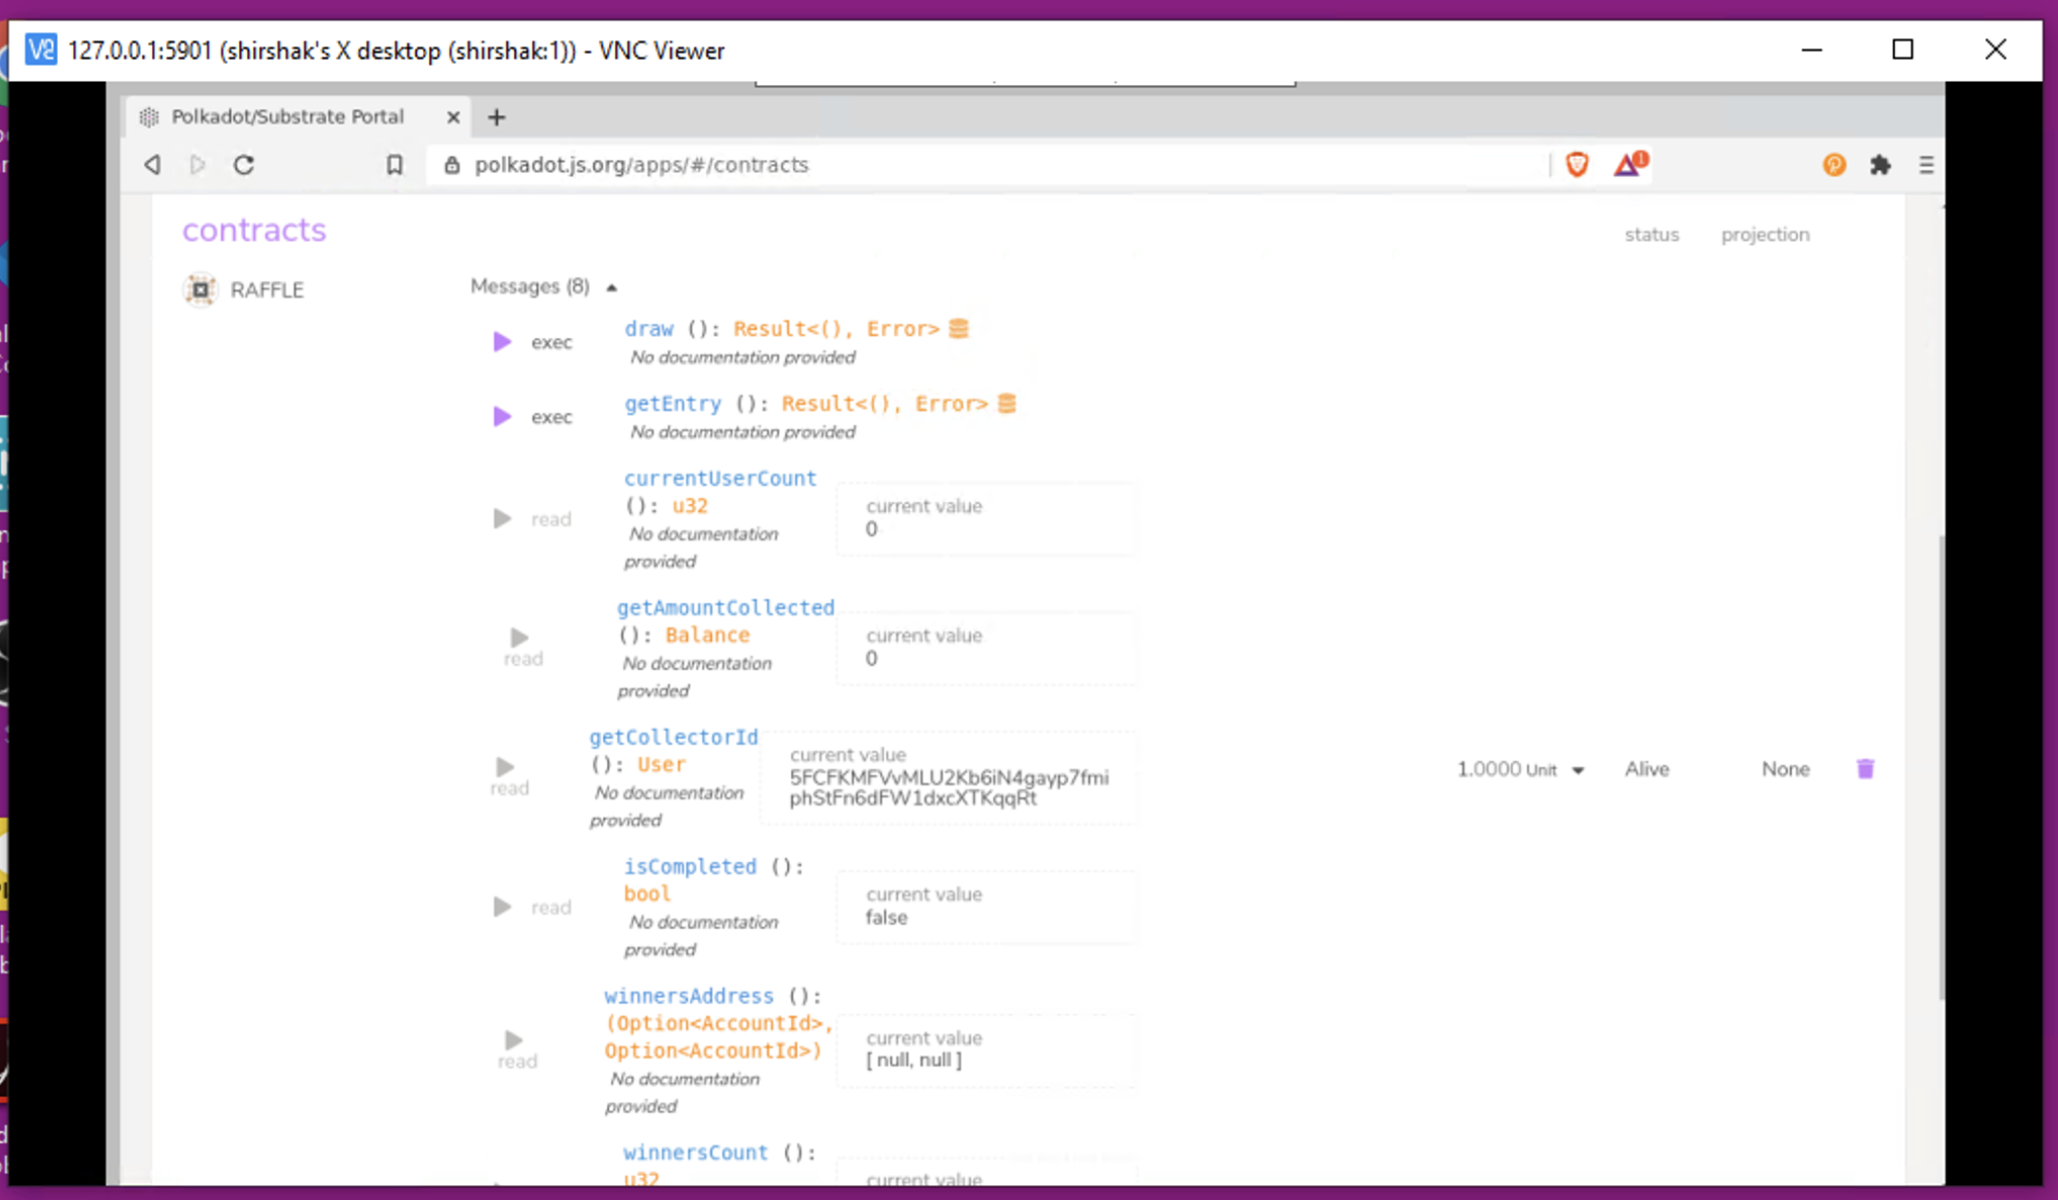 127.0.0.1:5901 (shirshak's X desktop (shirshak:1)) - VNC Viewer
Polkadot/Substrate Portal
polkadot.js.org/apps/#/contracts
1
contracts
status projection
RAFFLE
Messages (8)
exec draw (): Result<(), Error>
No documentation provided
exec getEntry (): Result<(), Error>
No documentation provided
currentUserCount
(): u32
No documentation
provided
read
current value
0
getAmountCollected
(): Balance
No documentation
provided
read
current value
0
getCollectorId
(): User
No documentation
provided
read
current value
5FCFKMFVvMLU2Kb6iN4gayp7fmi
phStFn6dFW1dxcXTKqqRt
1.0000 Unit Alive None
isCompleted ():
bool
No documentation
provided
read
current value
false
winnersAddress ():
(Option<AccountId>,
Option<AccountId>)
No documentation
provided
read
current value
[ null, null ]
winnersCount ():
u32
current value